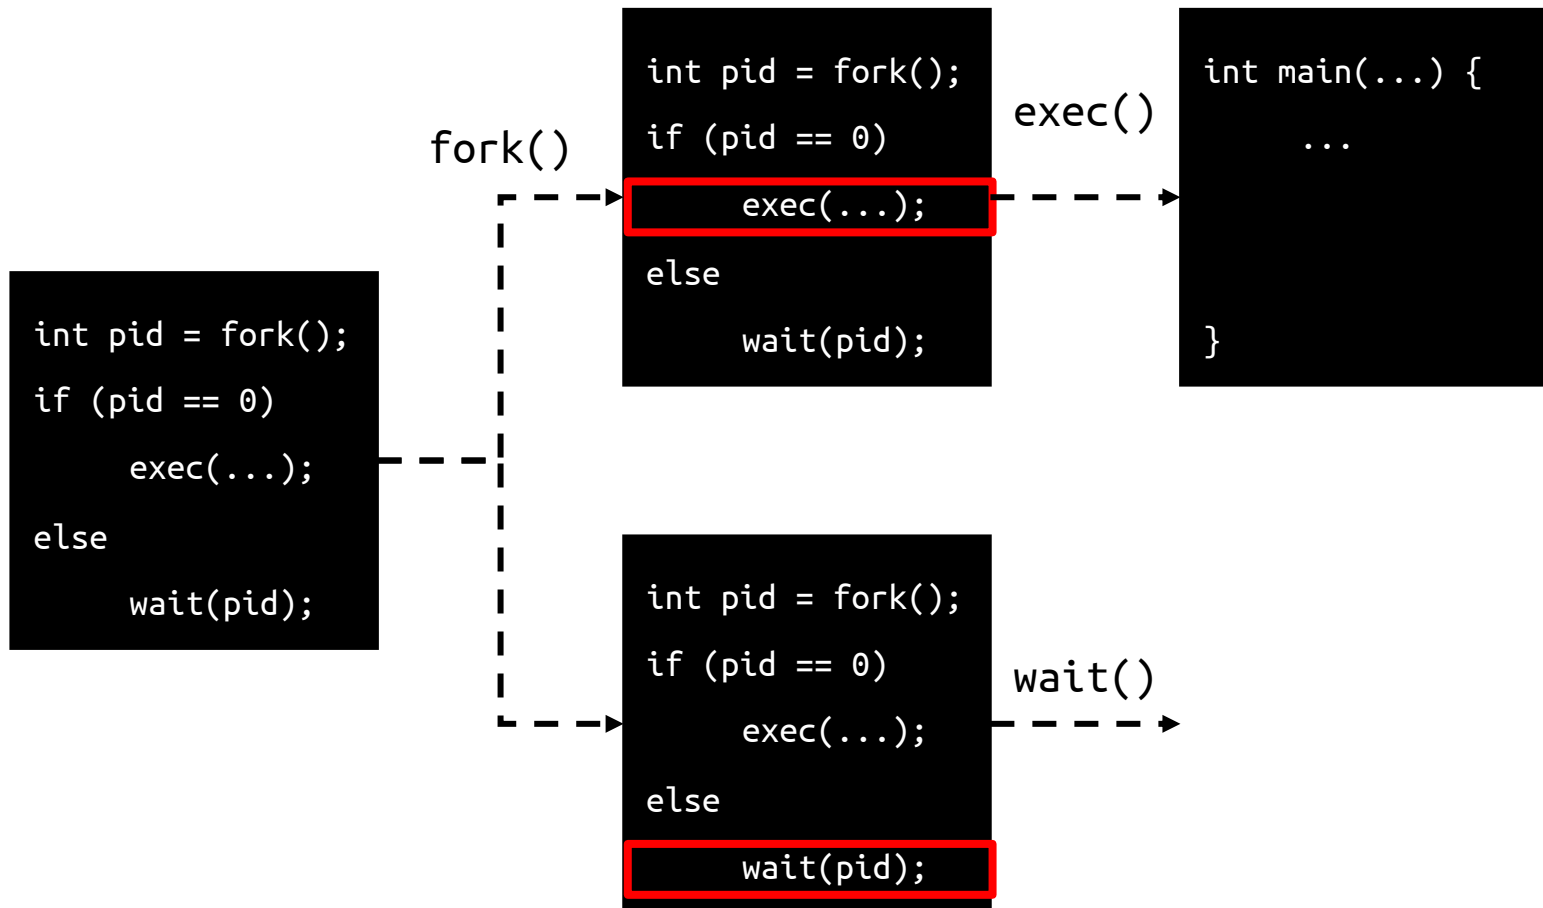 int pid = fork();
if (pid == 0)
exec(...);
else
wait(pid);
fork()
int pid = fork();
if (pid == 0)
exec(...);
else
wait(pid);
exec()
int main(...) {
...
}
int pid = fork();
if (pid == 0)
exec(...);
else
wait(pid);
wait()